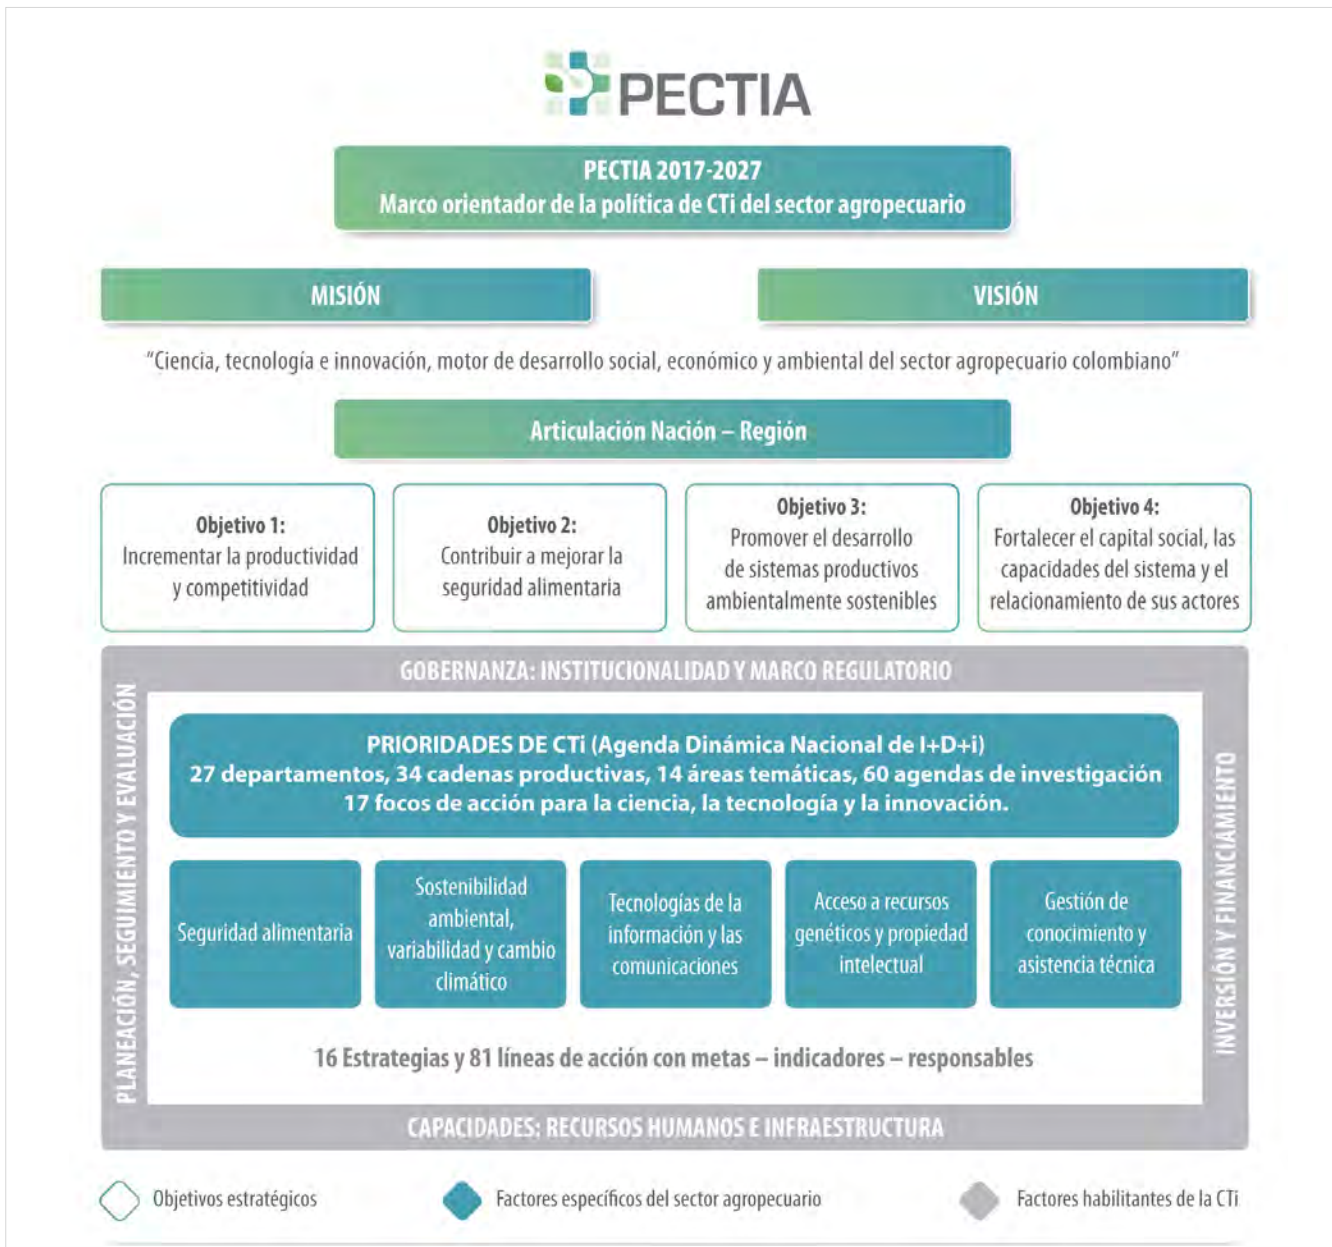 PECTIA
PECTIA 2017-2027
Marco orientador de la política de CTi del sector agropecuario
MISIÓN
VISIÓN
“Ciencia, tecnología e innovación, motor de desarrollo social, económico y ambiental del sector agropecuario colombiano”
Articulación Nación – Región
Objetivo 1:
Incrementar la productividad
y competitividad
Objetivo 2:
Contribuir a mejorar la
seguridad alimentaria
Objetivo 3:
Promover el desarrollo
de sistemas productivos
ambientalmente sostenibles
Objetivo 4:
Fortalecer el capital social, las
capacidades del sistema y el
relacionamiento de sus actores
GOBERNANZA: INSTITUCIONALIDAD Y MARCO REGULATORIO
PLANEACIÓN, SEGUIMIENTO Y EVALUACIÓN
PRIORIDADES DE CTi (Agenda Dinámica Nacional de I+D+i)
27 departamentos, 34 cadenas productivas, 14 áreas temáticas, 60 agendas de investigación
17 focos de acción para la ciencia, la tecnología y la innovación.
Seguridad alimentaria
Sostenibilidad
ambiental,
variabilidad y cambio
climático
Tecnologías de la
información y las
comunicaciones
Acceso a recursos
genéticos y propiedad
intelectual
Gestión de
conocimiento y
asistencia técnica
16 Estrategias y 81 líneas de acción con metas – indicadores – responsables
INVERSIÓN Y FINANCIAMIENTO
CAPACIDADES: RECURSOS HUMANOS E INFRAESTRUCTURA
Objetivos estratégicos
Factores específicos del sector agropecuario
Factores habilitantes de la CTi